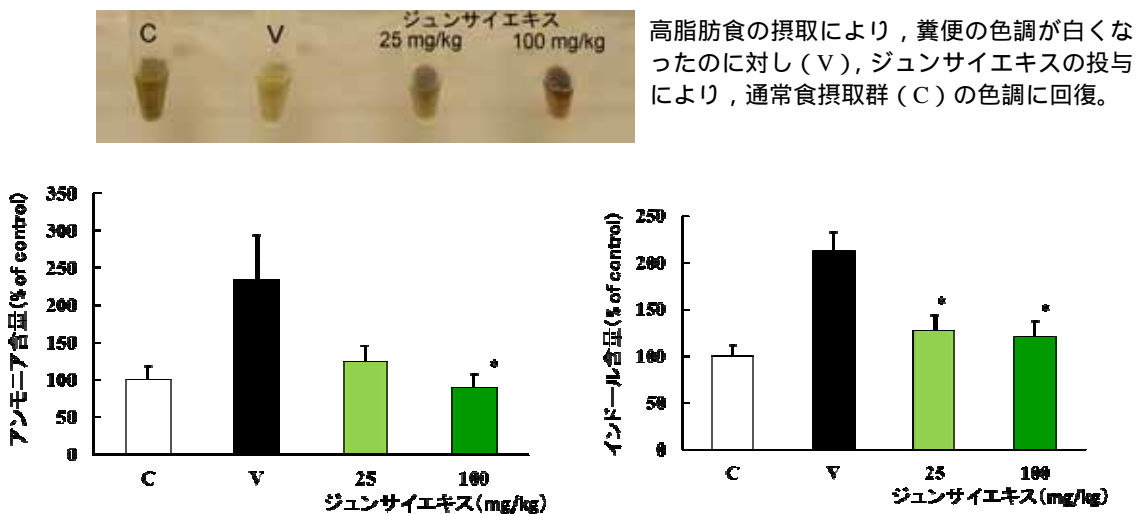 C
V
ジュンサイエキス
25 mg/kg
100 mg/kg
高脂肪食の摂取により，糞便の色調が白くな
ったのに対し（V），ジュンサイエキスの投与
により，通常食摂取群（C）の色調に回復。
アンモニア含量(% of control)
350
300
250
200
150
100
50
0
*
C
V
25
100
ジュンサイエキス(mg/kg)
インドール含量(% of control)
250
200
150
100
50
0
*
*
C
V
25
100
ジュンサイエキス(mg/kg)